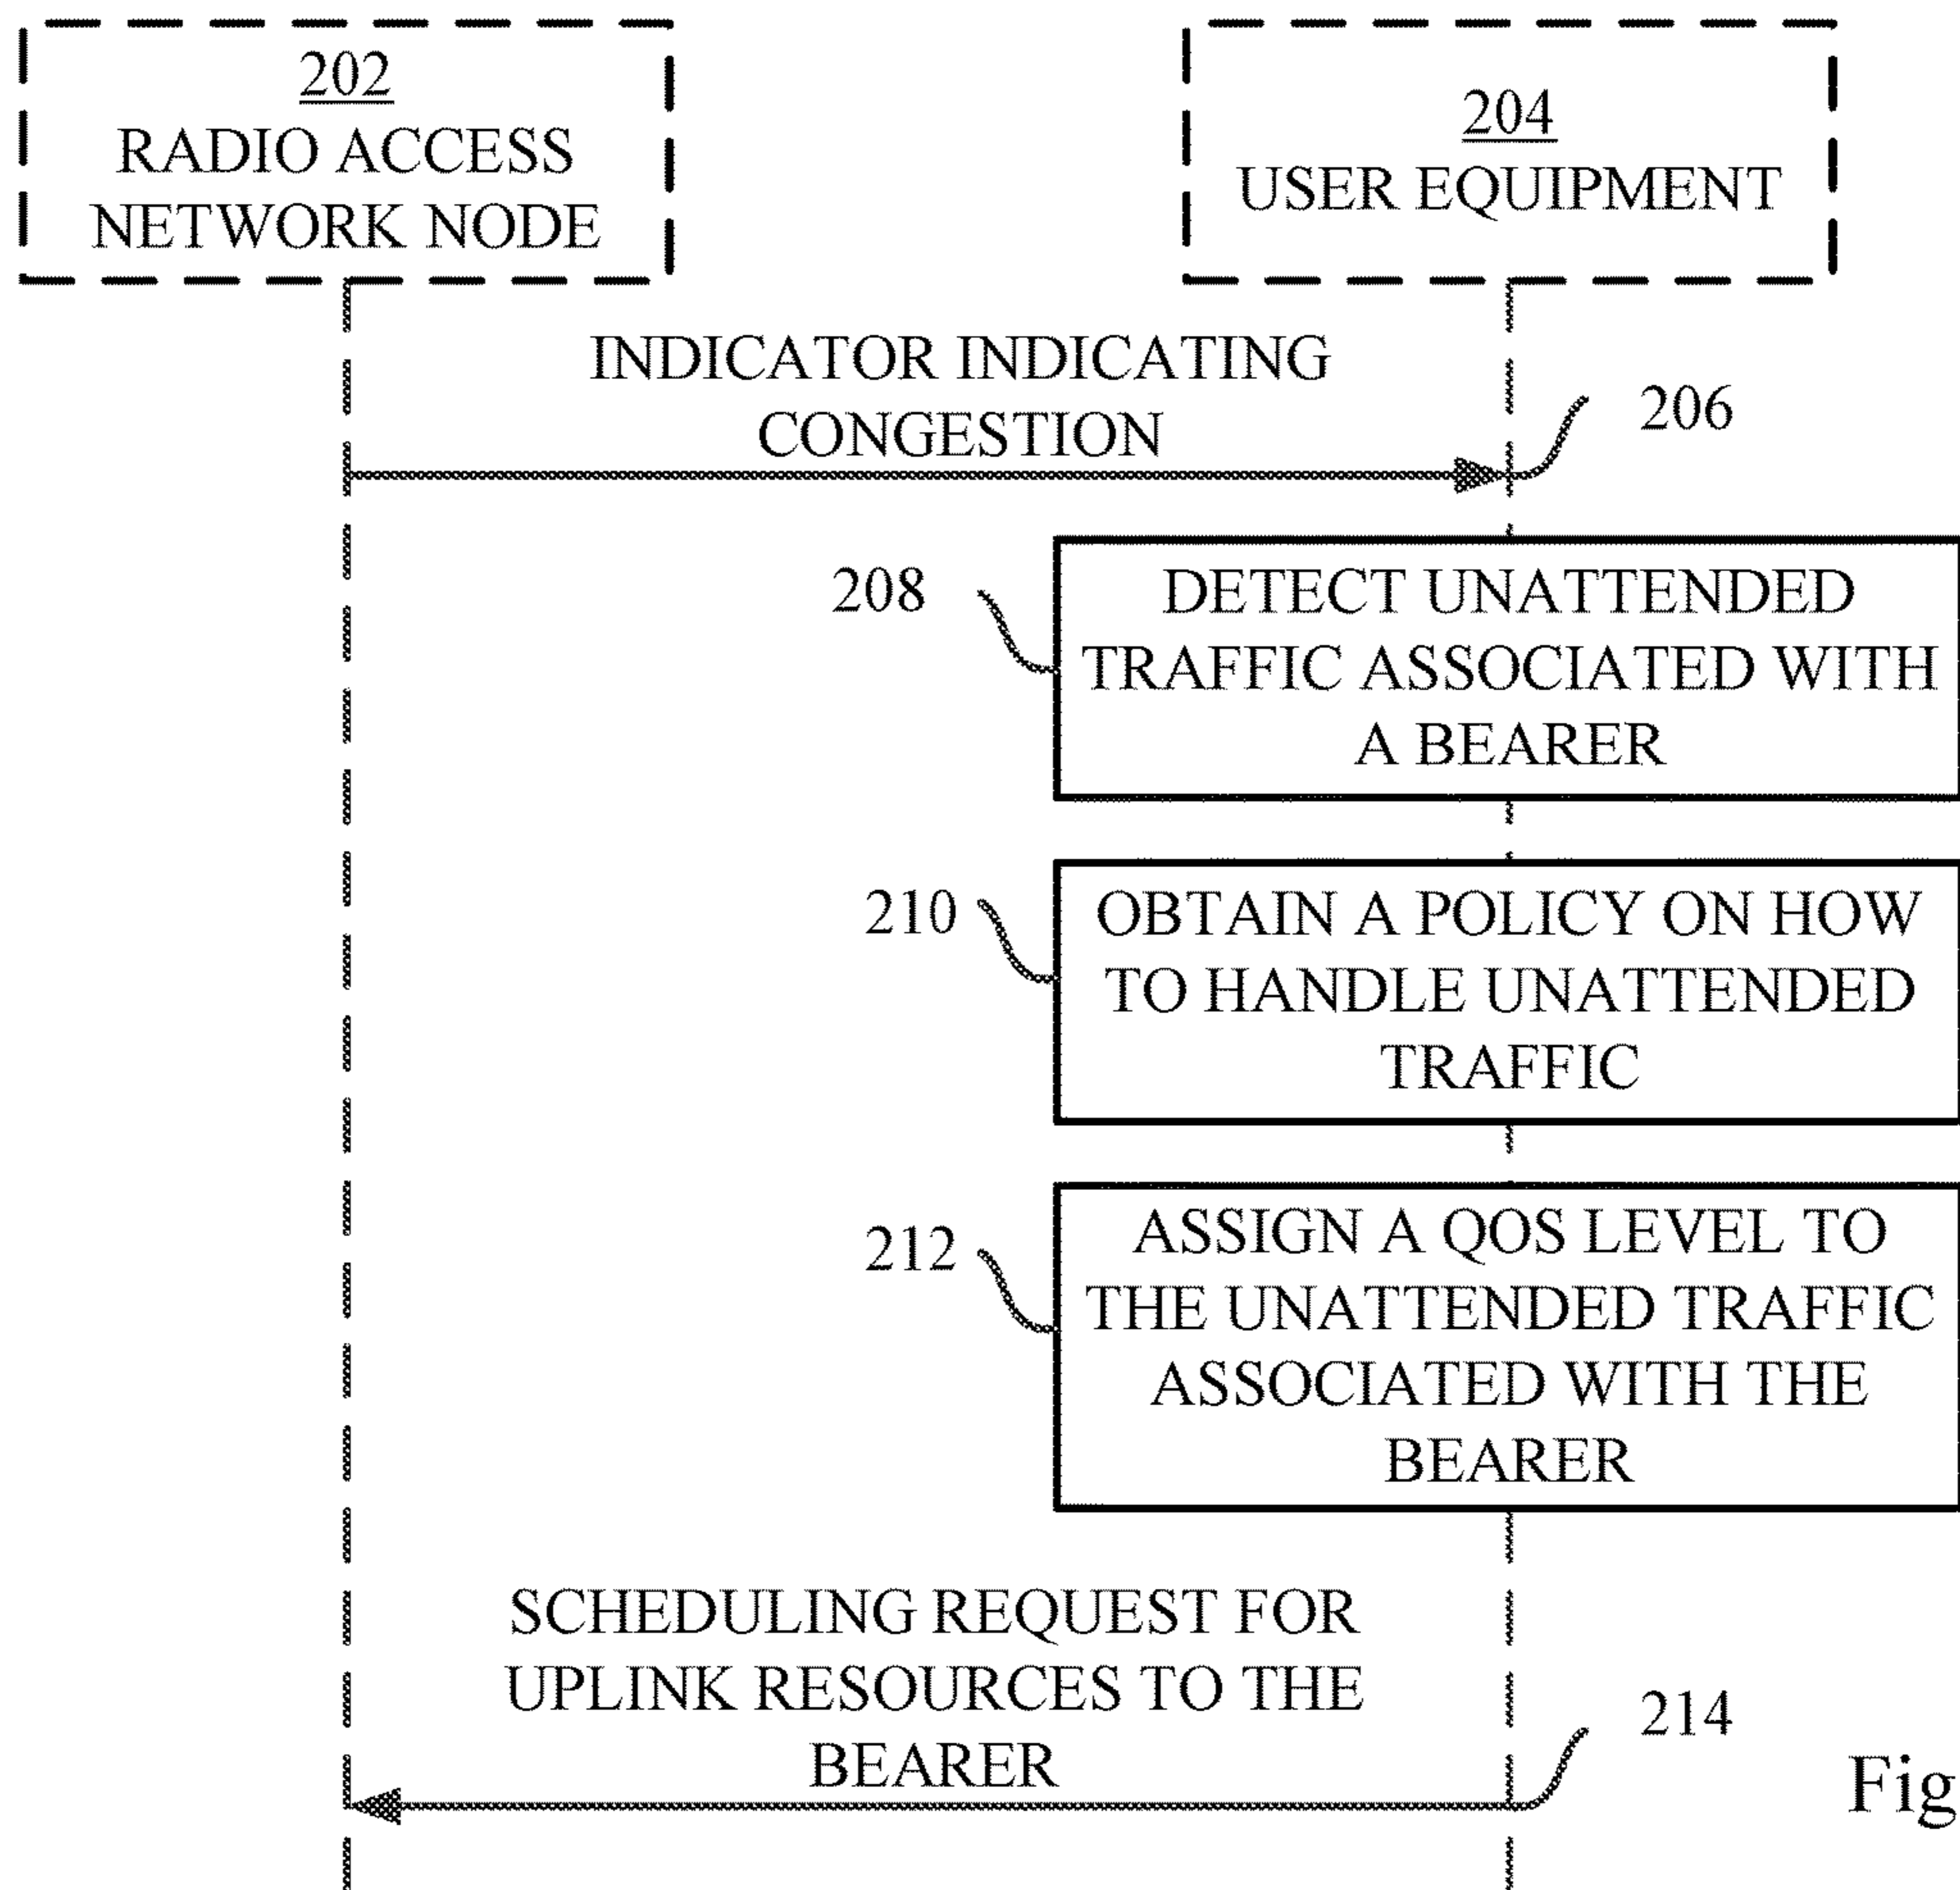 202
RADIO ACCESS
NETWORK NODE
204
USER EQUIPMENT
INDICATOR INDICATING
CONGESTION
206
208
DETECT UNATTENDED
TRAFFIC ASSOCIATED WITH
A BEARER
210
OBTAIN A POLICY ON HOW
TO HANDLE UNATTENDED
TRAFFIC
212
ASSIGN A QOS LEVEL TO
THE UNATTENDED TRAFFIC
ASSOCIATED WITH THE
BEARER
SCHEDULING REQUEST FOR
UPLINK RESOURCES TO THE
BEARER
214
Fig